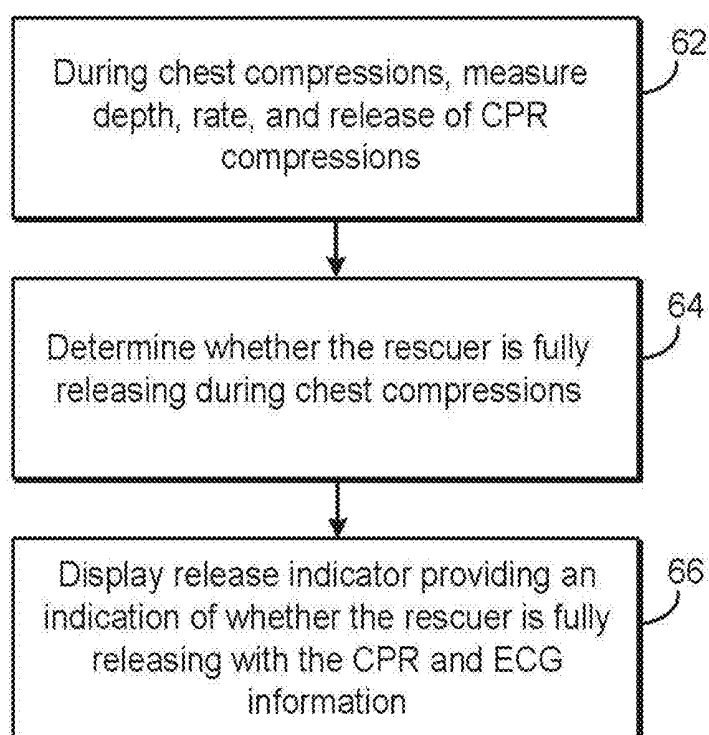 During chest compressions, measure
depth, rate, and release of CPR
compressions
62
Determine whether the rescuer is fully
releasing during chest compressions
64
Display release indicator providing an
indication of whether the rescuer is fully
releasing with the CPR and ECG
information
66